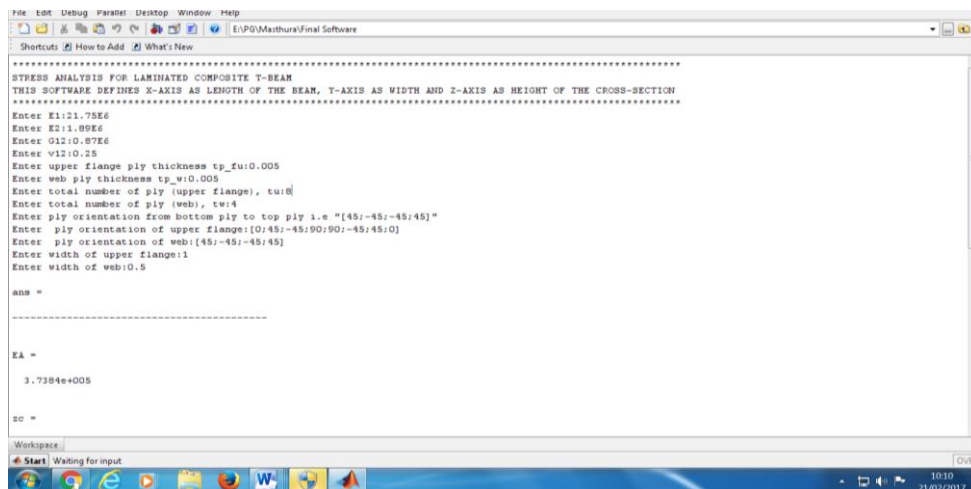 File Edit Debug Parallel Desktop Window Help
E:\PG\Masthura\Final Software
Shortcuts How to Add What's New
STRESS ANALYSIS FOR LAMINATED COMPOSITE T-BEAM
THIS SOFTWARE DEFINES X-AXIS AS LENGTH OF THE BEAM, Y-AXIS AS WIDTH AND Z-AXIS AS HEIGHT OF THE CROSS-SECTION
Enter E1:21.75E6
Enter E2:1.89E6
Enter G12:0.87E6
Enter v12:0.25
Enter upper flange ply thickness tp_fu:0.005
Enter web ply thickness tp_w:0.005
Enter total number of ply (upper flange), tu:8
Enter total number of ply (web), tw:4
Enter ply orientation from bottom ply to top ply i.e "[45;-45;-45;45]"
Enter  ply orientation of upper flange:[0;45;-45;90;90;-45;45;0]
Enter  ply orientation of web:[45;-45;-45;45]
Enter width of upper flange:1
Enter width of web:0.5
ans =
-------------------------------------------
EA =
3.7384e+005
zc =
Workspace
Start Waiting for input
10:10
21/02/2017